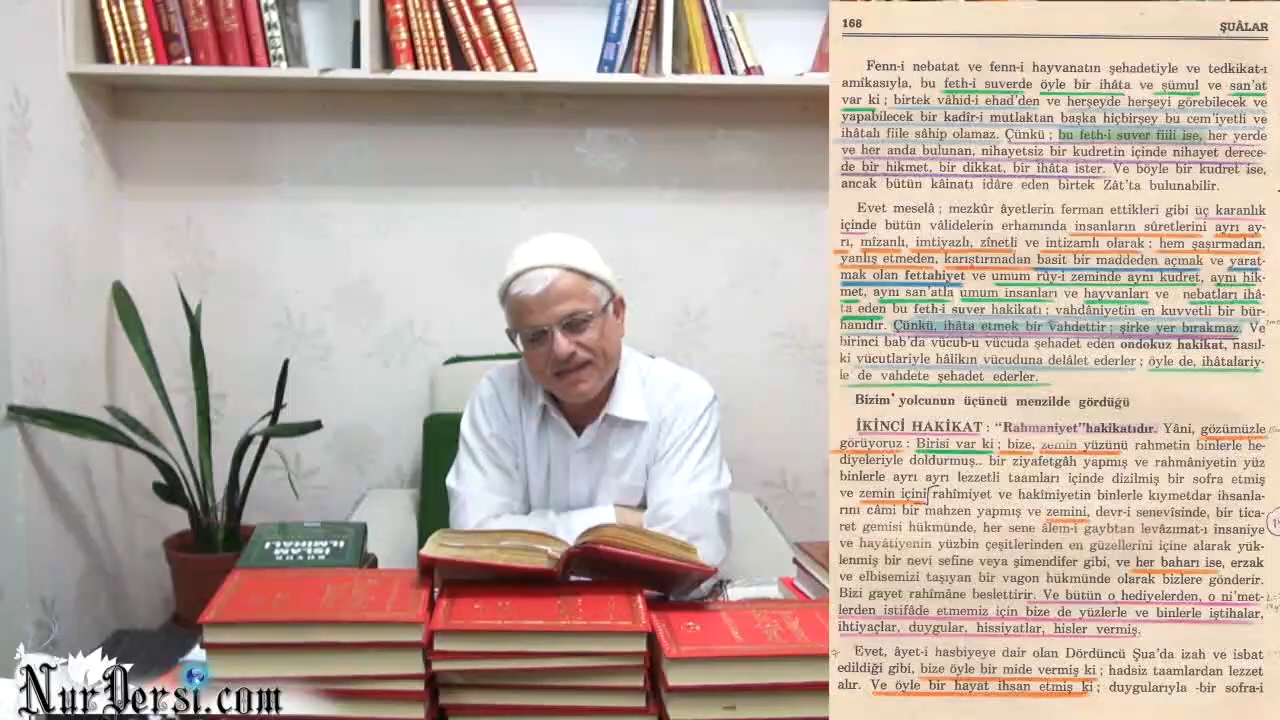 168 ŞUÂLAR
Fenn-i nebatat ve fenn-i hayvanatın şehadetiyle ve tedkikat-ı
amîkasıyla, bu feth-i suverde öyle bir ihâta ve şümul ve san'at
var ki ; birtek vâhid-i ehad'den ve herşeyde herşeyi görebilecek ve
yapabilecek bir kadîr-i mutlaktan başka hiçbirşey bu cem'iyetli ve
ihâtalı fiile sâhip olamaz. Çünkü ; bu feth-i suver fiili ise, her yerde
ve her anda bulunan, nihayetsiz bir kudretin içinde nihayet derece-
de bir hikmet, bir dikkat, bir ihâta ister. Ve böyle bir kudret ise,
ancak bütün kâinatı idâre eden birtek Zât'ta bulunabilir.
Evet meselâ ; mezkûr âyetlerin ferman ettikleri gibi üç karanlık
içinde bütün vâlidelerin erhamında insanların sûretlerini ayrı ay-
rı, mîzanlı, imtiyazlı, zînetli ve intizamlı olarak ; hem şaşırmadan,
yanlış etmeden, karıştırmadan basit bir maddeden açmak ve yarat-
mak olan fettahiyet ve umum rûy-i zeminde aynı kudret, aynı hik-
met, aynı san'atla umum insanları ve hayvanları ve nebatları ihâ-
ta eden bu feth-i suver hakikatı ; vahdâniyetin en kuvvetli bir bür-
hanıdır. Çünkü, ihâta etmek bir vahdettir ; şirke yer bırakmaz. Ve
birinci bab'da vücub-u vücuda şehadet eden ondokuz hakikat, nasıl-
ki vücutlariyle hâlikın vücuduna delâlet ederler ; öyle de, ihâtalariy-
le de vahdete şehadet ederler.
Bizim yolcunun üçüncü menzilde gördüğü
İKİNCİ HAKİKAT : "Rahmaniyet" hakikatıdır. Yâni, gözümüzle
görüyoruz : Birisi var ki ; bize, zemin yüzünü rahmetin binlerle he-
diyeleriyle doldurmuş.. bir ziyafetgâh yapmış ve rahmâniyetin yüz
binlerle ayrı ayrı lezzetli taamları içinde dizilmiş bir sofra etmiş
ve zemin içini rahîmiyet ve hakîmiyetin binlerle kıymetdar ihsanla-
rını câmi bir mahzen yapmış ve zemini, devr-i senevîsinde, bir tica-
ret gemisi hükmünde, her sene âlem-i gaybtan levâzımat-ı insaniye
ve hayâtiyenin yüzbin çeşitlerinden en güzellerini içine alarak yük-
lenmiş bir nevi sefine veya şimendifer gibi, ve her baharı ise, erzak
ve elbisemizi taşıyan bir vagon hükmünde olarak bizlere gönderir.
Bizi gayet rahîmâne beslettirir. Ve bütün o hediyelerden, o ni'met-
lerden istifâde etmemiz için bize de yüzlerle ve binlerle iştihalar,
ihtiyaçlar, duygular, hissiyatlar, hisler vermiş.
Evet, âyet-i hasbiyeye dair olan Dördüncü Şua'da izah ve isbat
edildiği gibi, bize öyle bir mide vermiş ki ; hadsiz taamlardan lezzet
alır. Ve öyle bir hayat ihsan etmiş ki ; duygularıyla -bir sofra-i
BÜYÜK
İSLÂM
İLMİHALİ
NurDersi.com